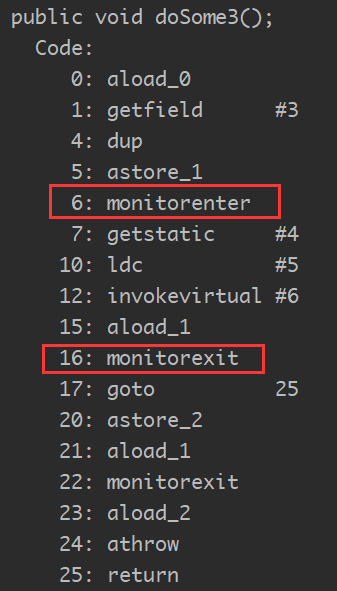 public void doSome3();
Code:
0: aload_0
1: getfield #3
4: dup
5: astore_1
6: monitorenter
7: getstatic #4
10: ldc #5
12: invokevirtual #6
15: aload_1
16: monitorexit
17: goto 25
20: astore_2
21: aload_1
22: monitorexit
23: aload_2
24: athrow
25: return